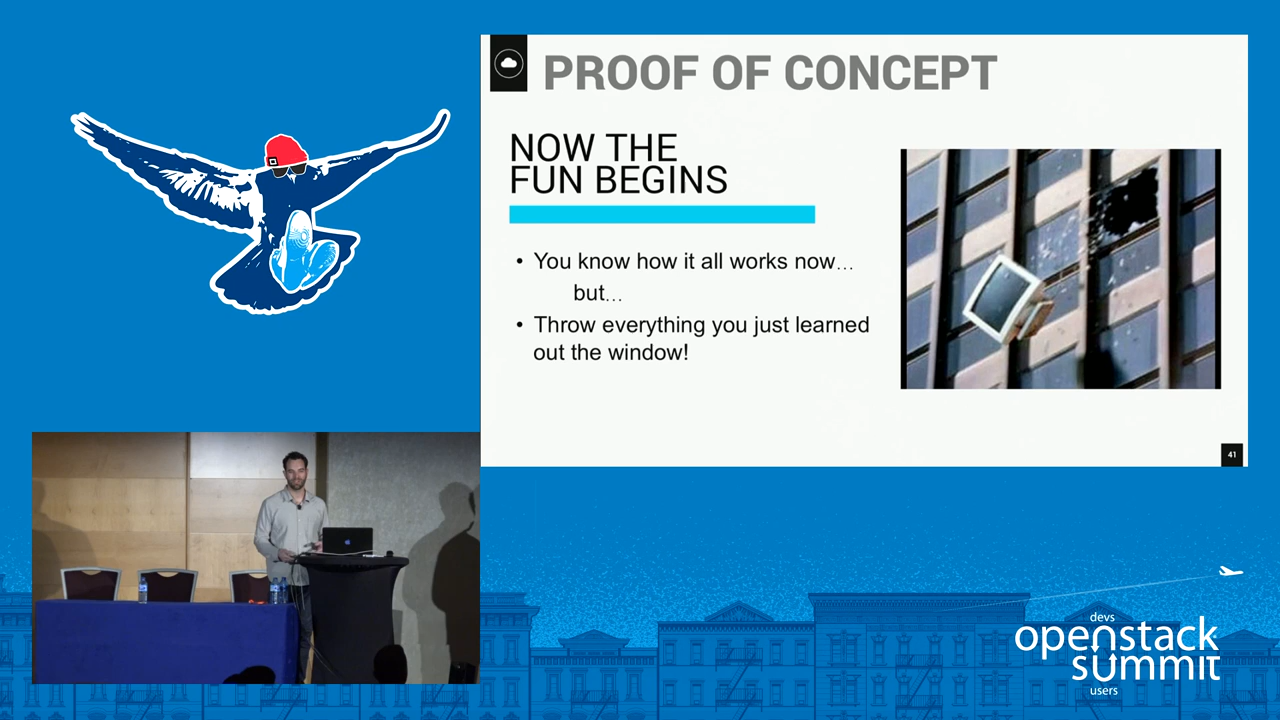 PROOF OF CONCEPT
NOW THE
FUN BEGINS
• You know how it all works now…
but…
• Throw everything you just learned
out the window!
41
devs
openstack
summit
users